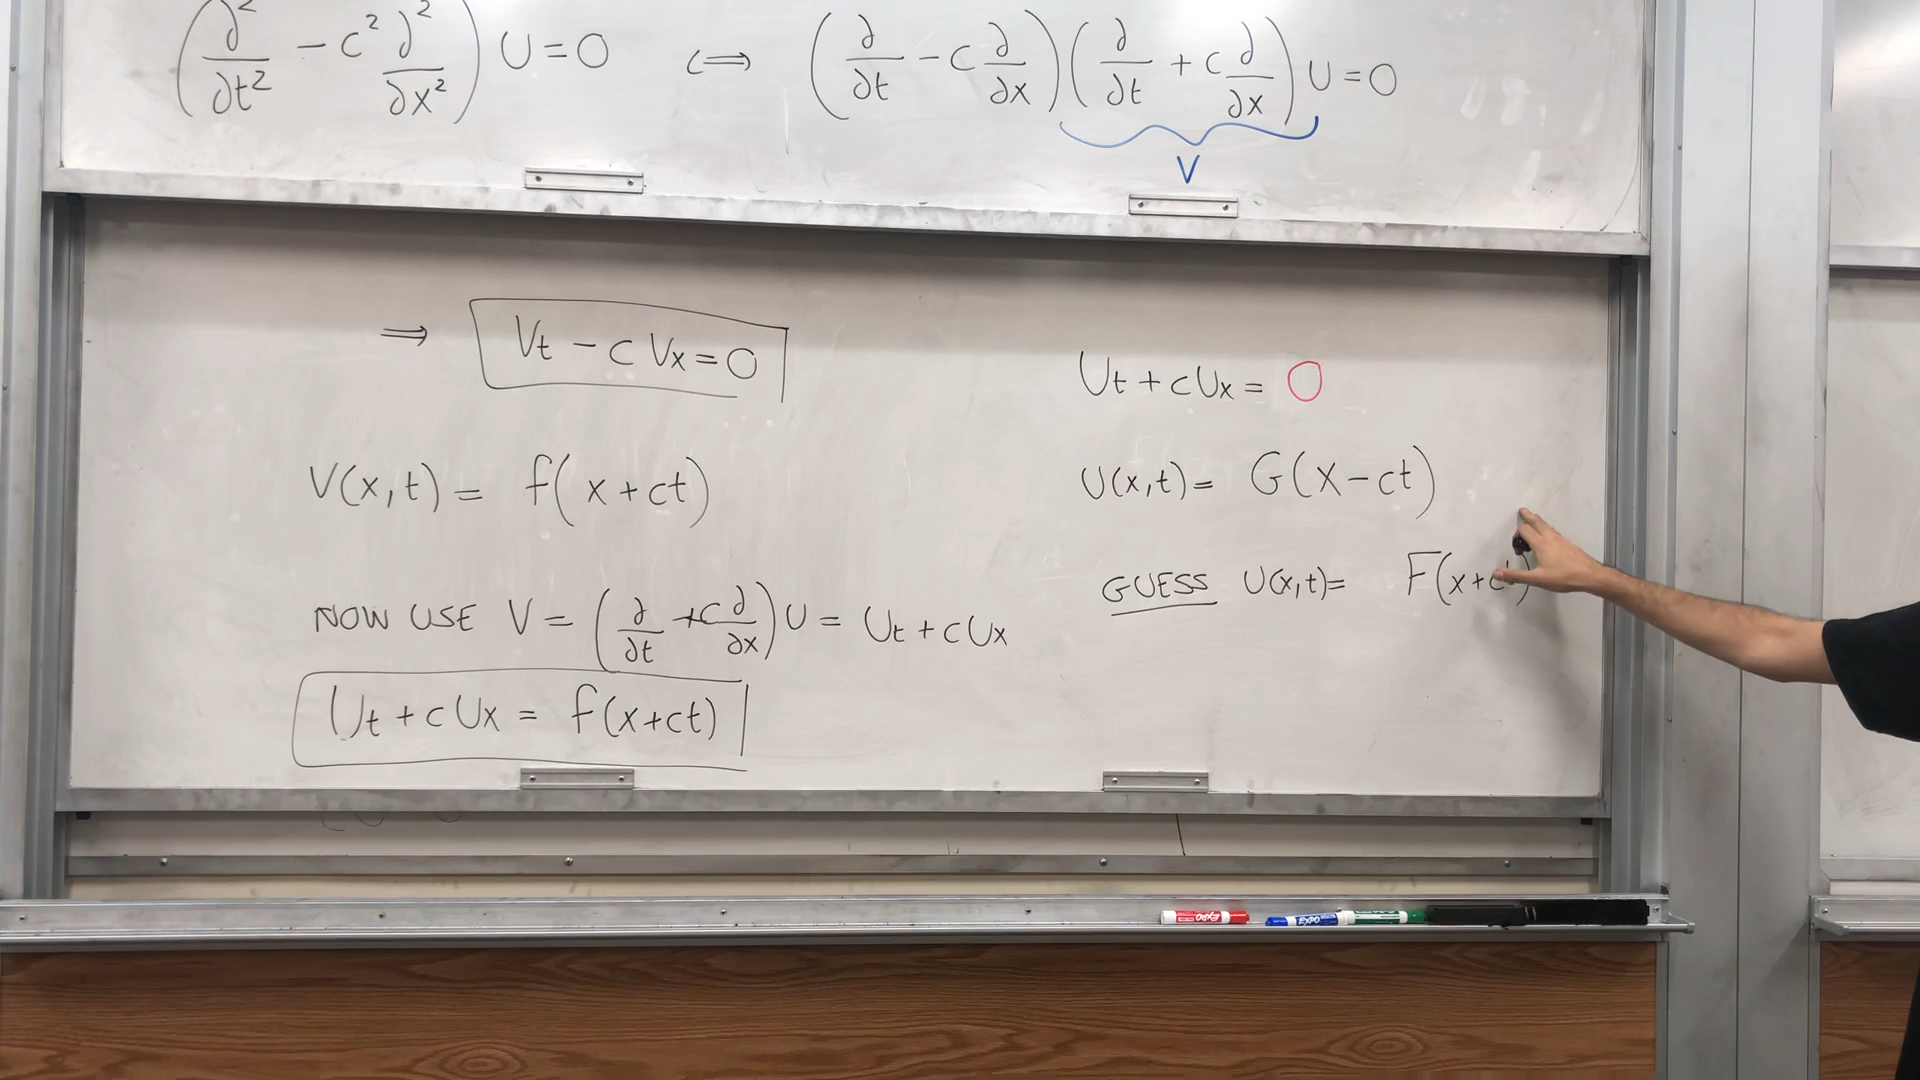 (∂²/∂t² − c² ∂²/∂x²) U = 0 ⟺ (∂/∂t − c ∂/∂x)(∂/∂t + c ∂/∂x) U = 0
V
⟹ Vt − c Vx = 0
V(x,t) = f(x+ct)
NOW USE V = (∂/∂t + c ∂/∂x) U = Ut + c Ux
Ut + c Ux = f(x+ct)
Ut + c Ux = 0
U(x,t) = G(x−ct)
GUESS U(x,t) = F(x+ct)
EXPO
EXPO